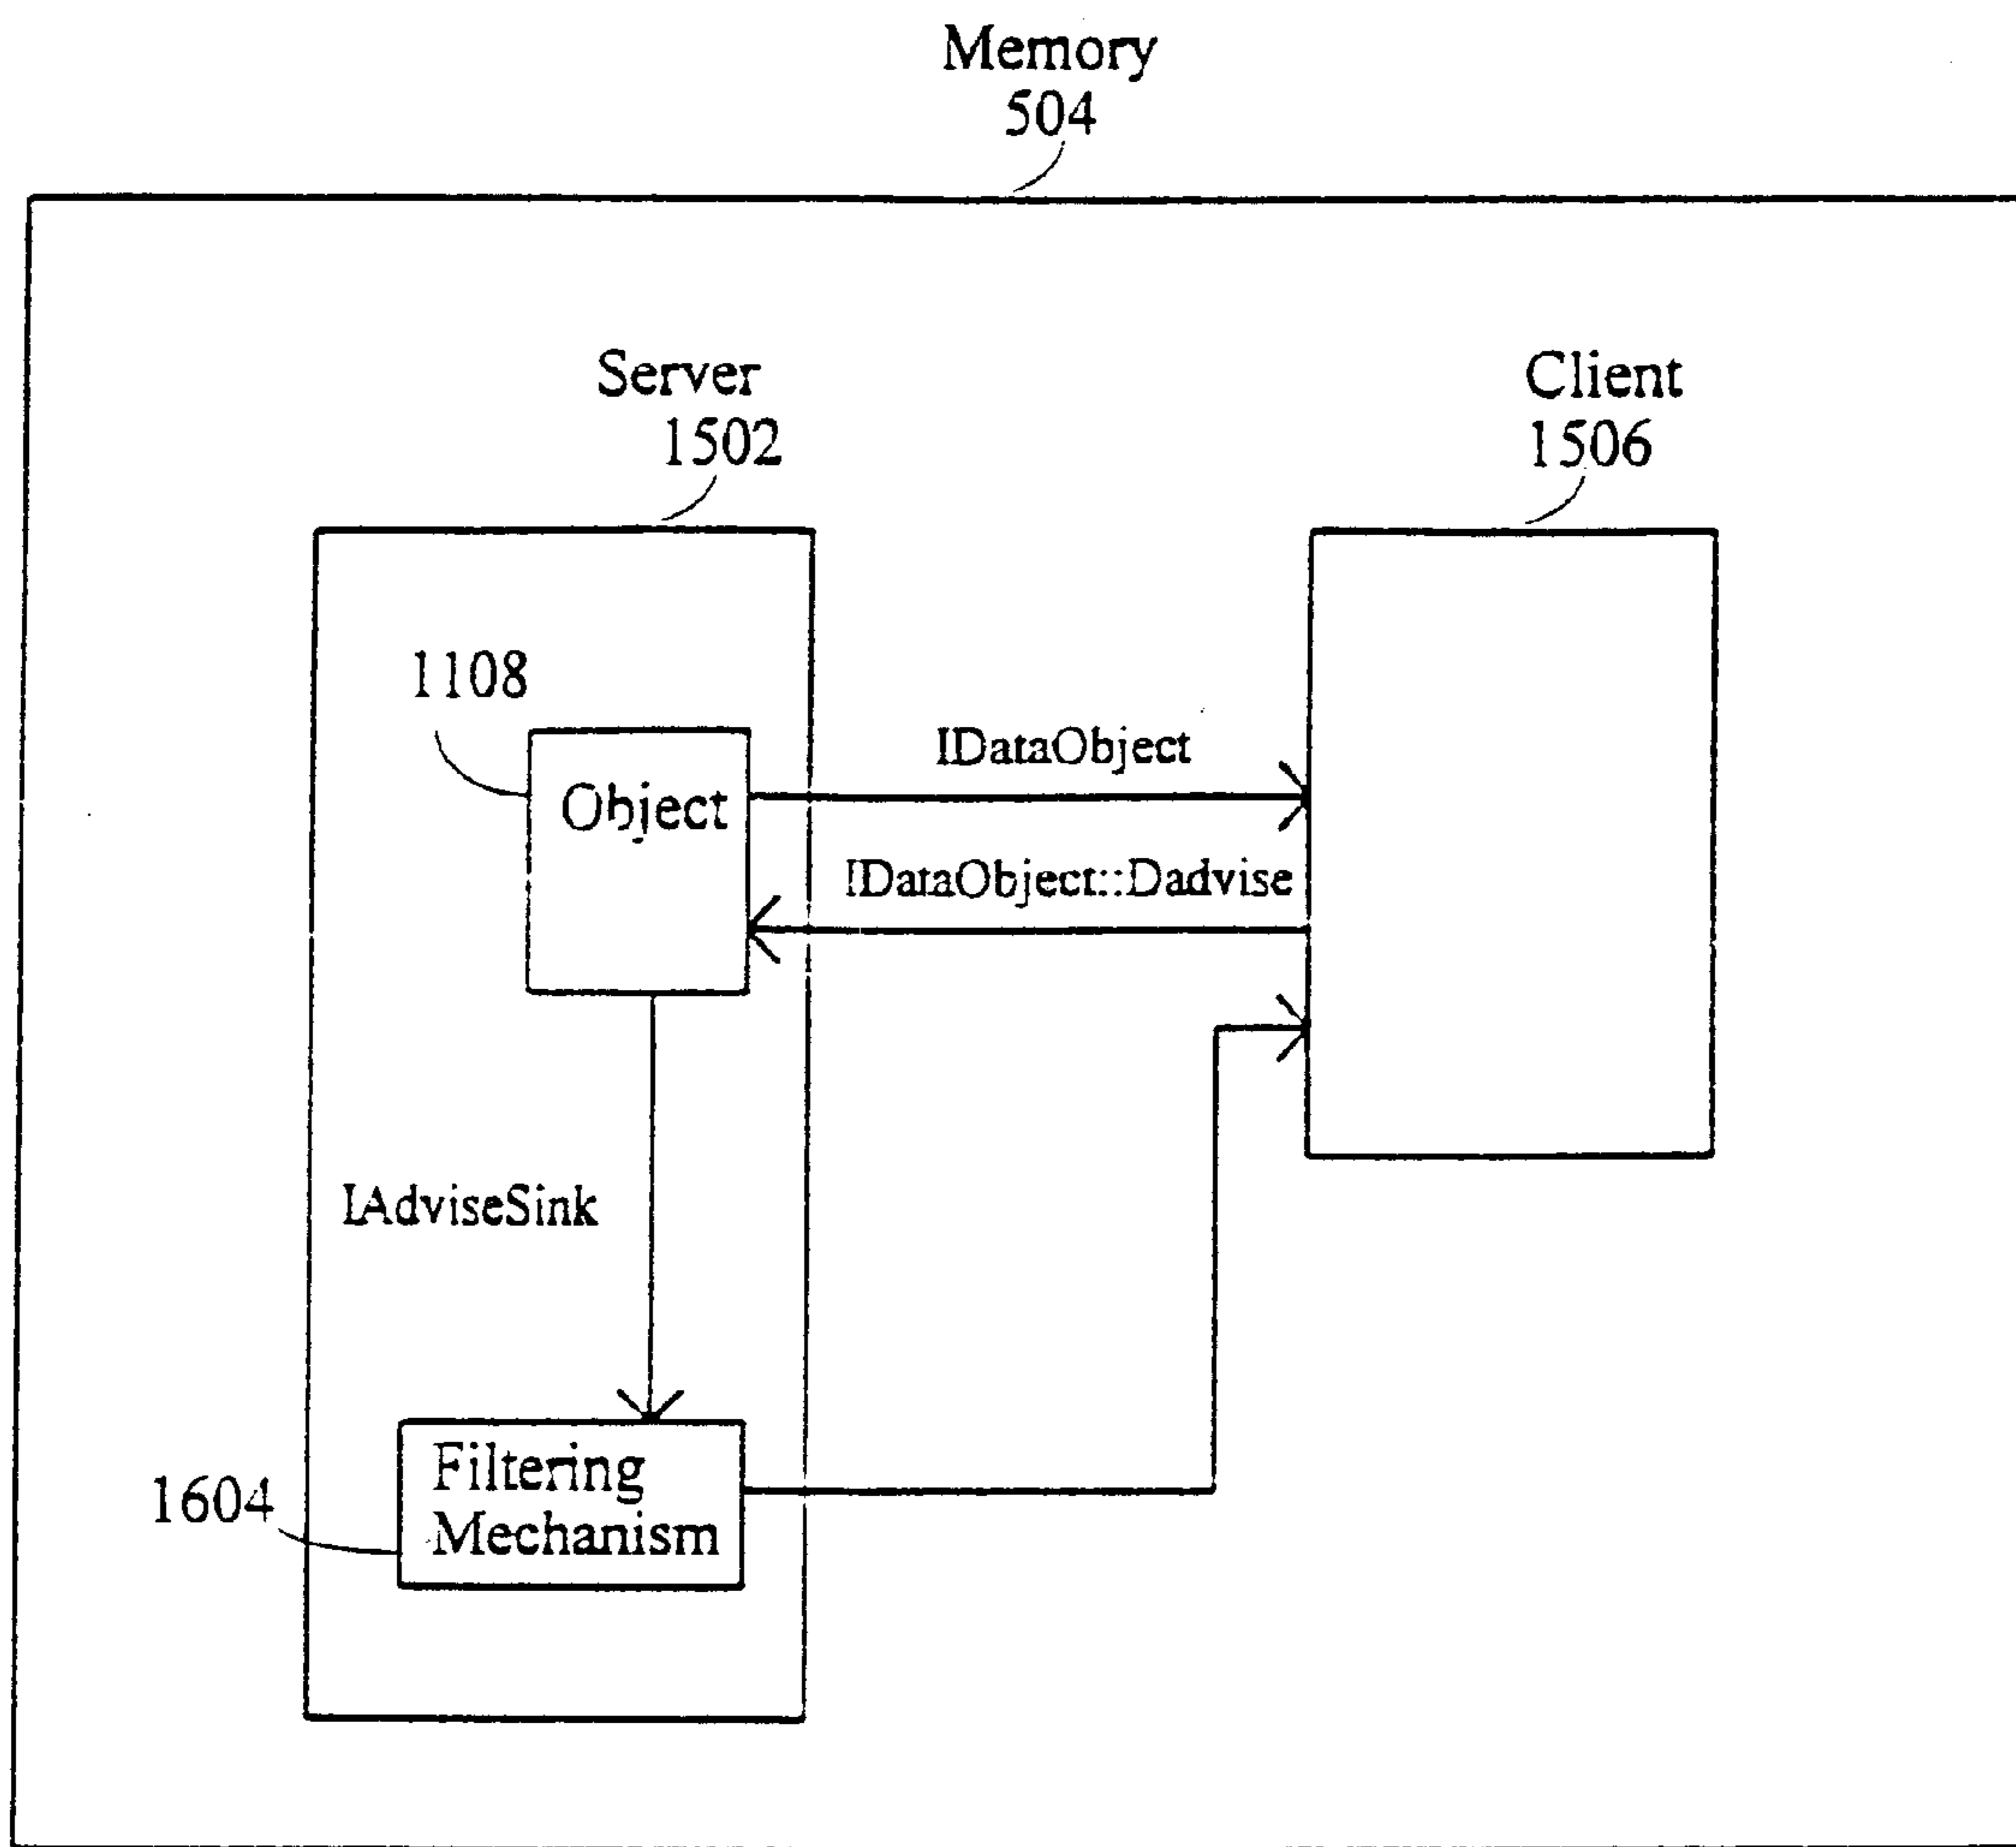 Memory
504
Server
1502
Client
1506
1108
Object
IDataObject
IDataObject::Dadvise
IAdviseSink
1604
Filtering
Mechanism